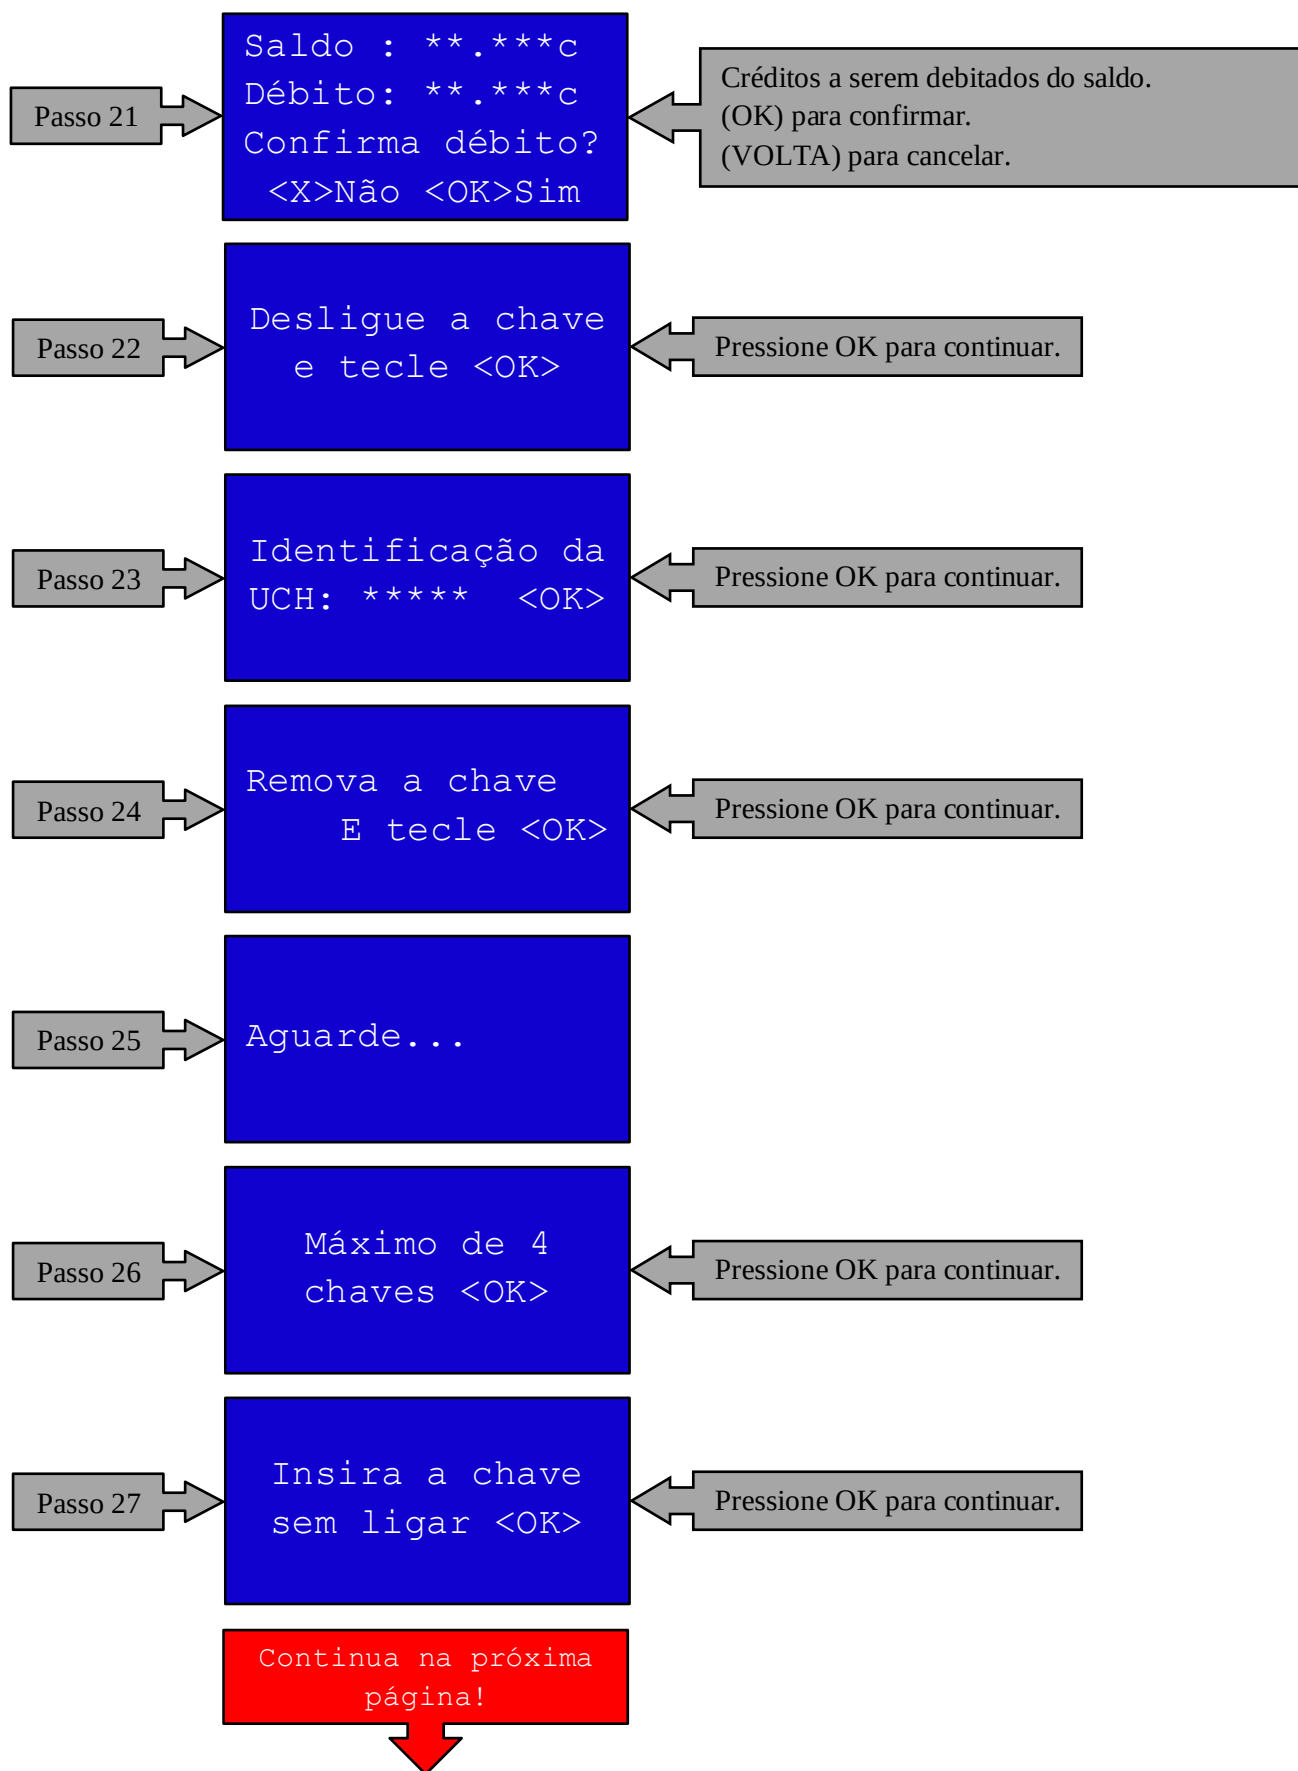 Passo 21
Saldo : **.***c
Débito: **.***c
Confirma débito?
<X>Não <OK>Sim
Créditos a serem debitados do saldo.
(OK) para confirmar.
(VOLTA) para cancelar.
Passo 22
Desligue a chave
e tecle <OK>
Pressione OK para continuar.
Passo 23
Identificação da
UCH: ***** <OK>
Pressione OK para continuar.
Passo 24
Remova a chave
E tecle <OK>
Pressione OK para continuar.
Passo 25
Aguarde...
Passo 26
Máximo de 4
chaves <OK>
Pressione OK para continuar.
Passo 27
Insira a chave
sem ligar <OK>
Pressione OK para continuar.
Continua na próxima
página!